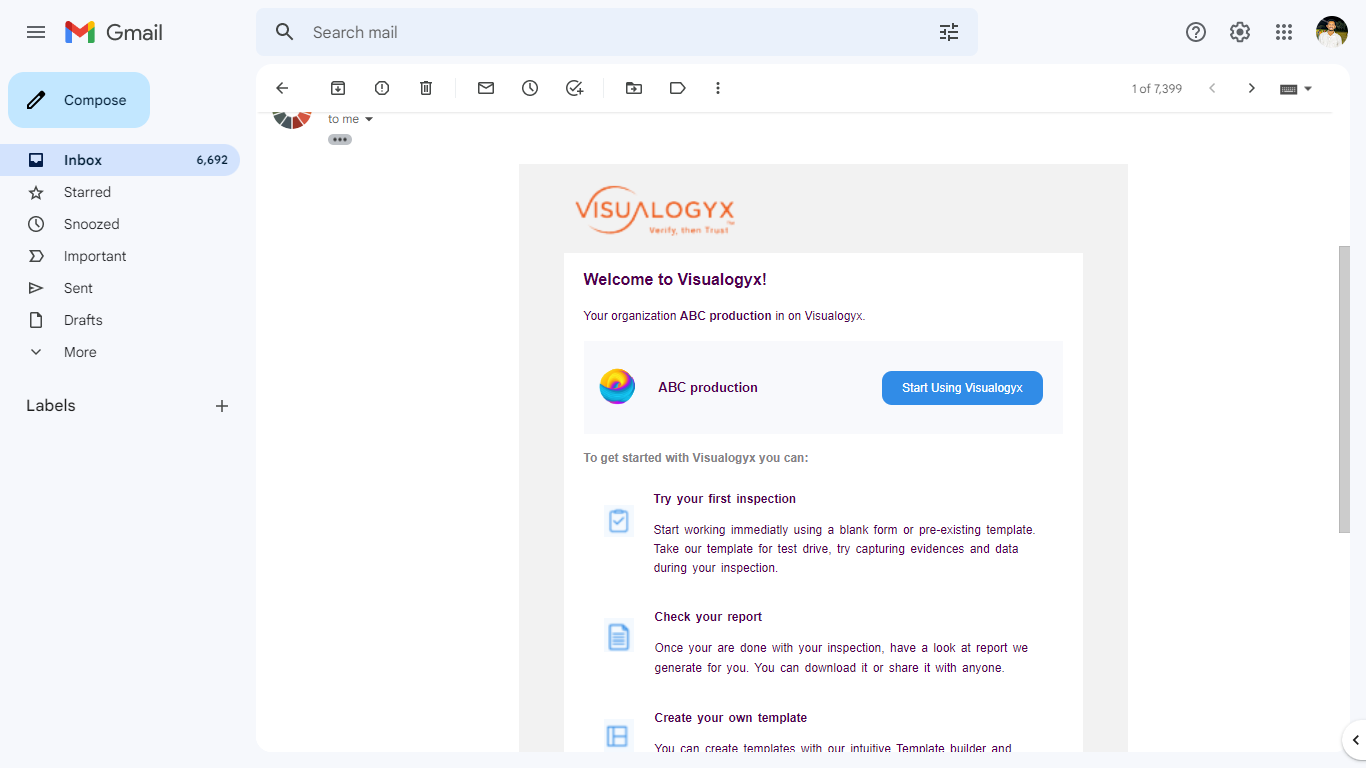 Gmail
Search mail
Compose
1 of 7,399
Inbox 6,692
Starred
Snoozed
Important
Sent
Drafts
More
Labels
to me
VISUALOGYX
Verify, then Trust
Welcome to Visualogyx!
Your organization ABC production in on Visualogyx.
ABC production
Start Using Visualogyx
To get started with Visualogyx you can:
Try your first inspection
Start working immediatly using a blank form or pre-existing template.
Take our template for test drive, try capturing evidences and data
during your inspection.
Check your report
Once your are done with your inspection, have a look at report we
generate for you. You can download it or share it with anyone.
Create your own template
You can create templates with our intuitive Template builder and